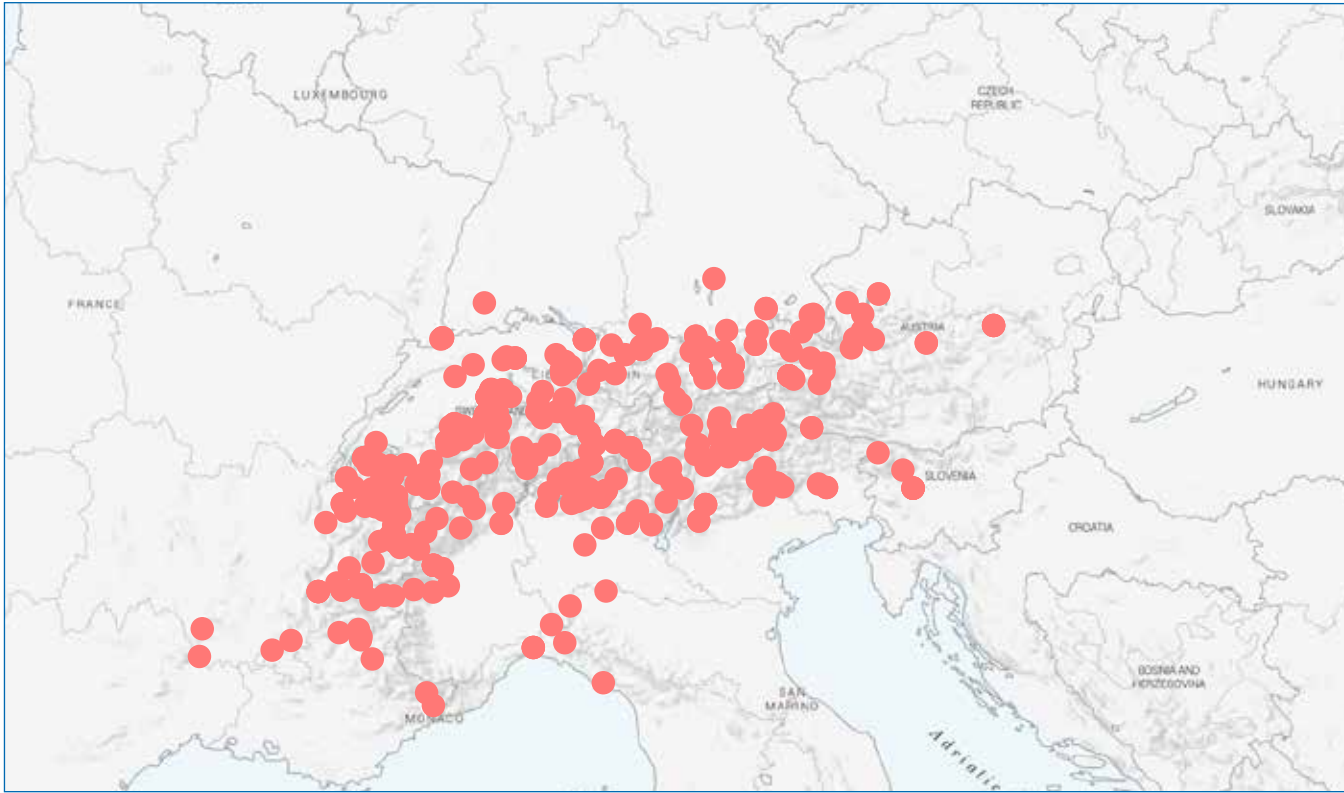 LUXEMBOURG
CZECH
REPUBLIC
SLOVAKIA
FRANCE
AUSTRIA
HUNGARY
SLOVENIA
CROATIA
BOSNIA AND
HERZEGOVINA
SAN
MARINO
MONACO
Adriatic